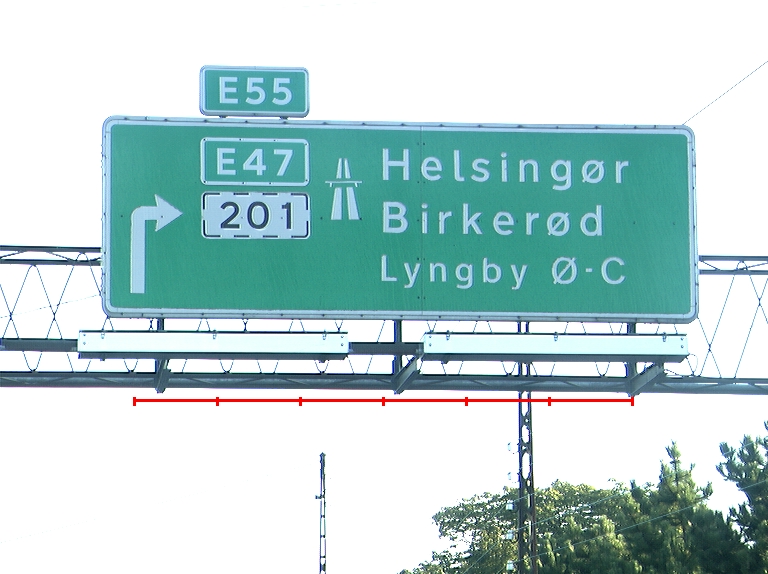 E55
E47
201
Helsingør
Birkerød
Lyngby Ø-C